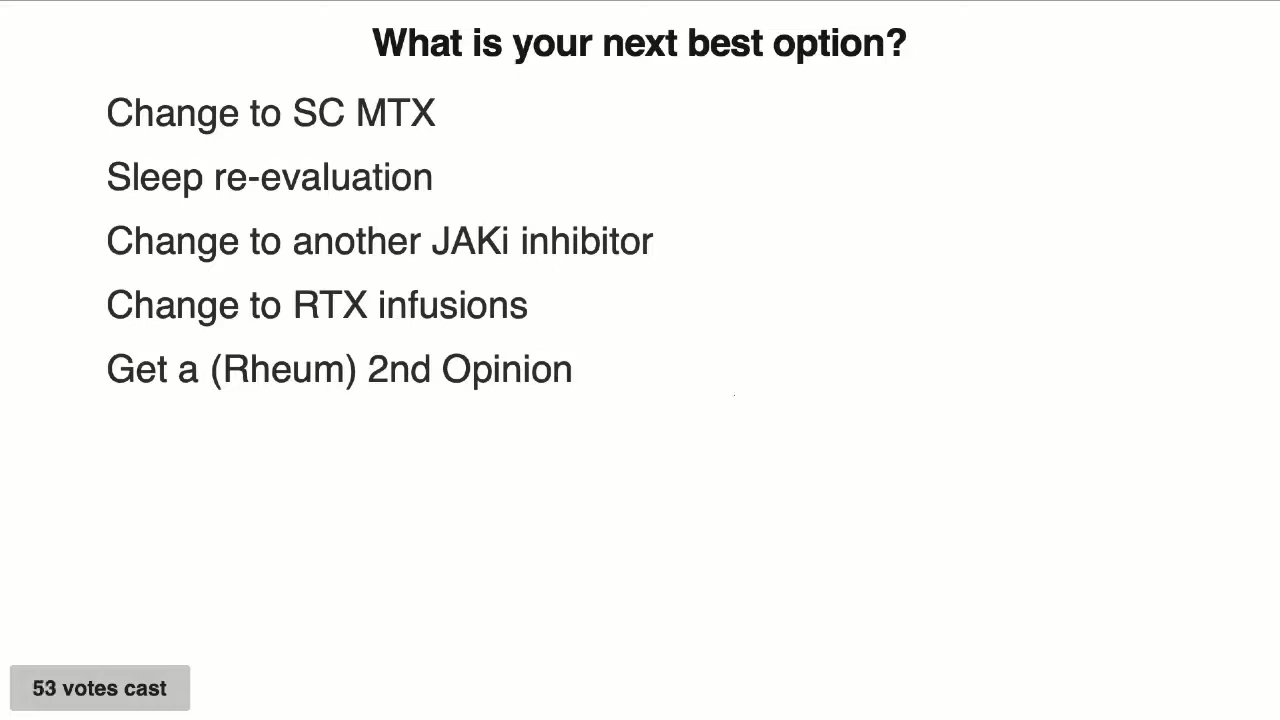 What is your next best option?
Change to SC MTX
Sleep re-evaluation
Change to another JAKi inhibitor
Change to RTX infusions
Get a (Rheum) 2nd Opinion
53 votes cast